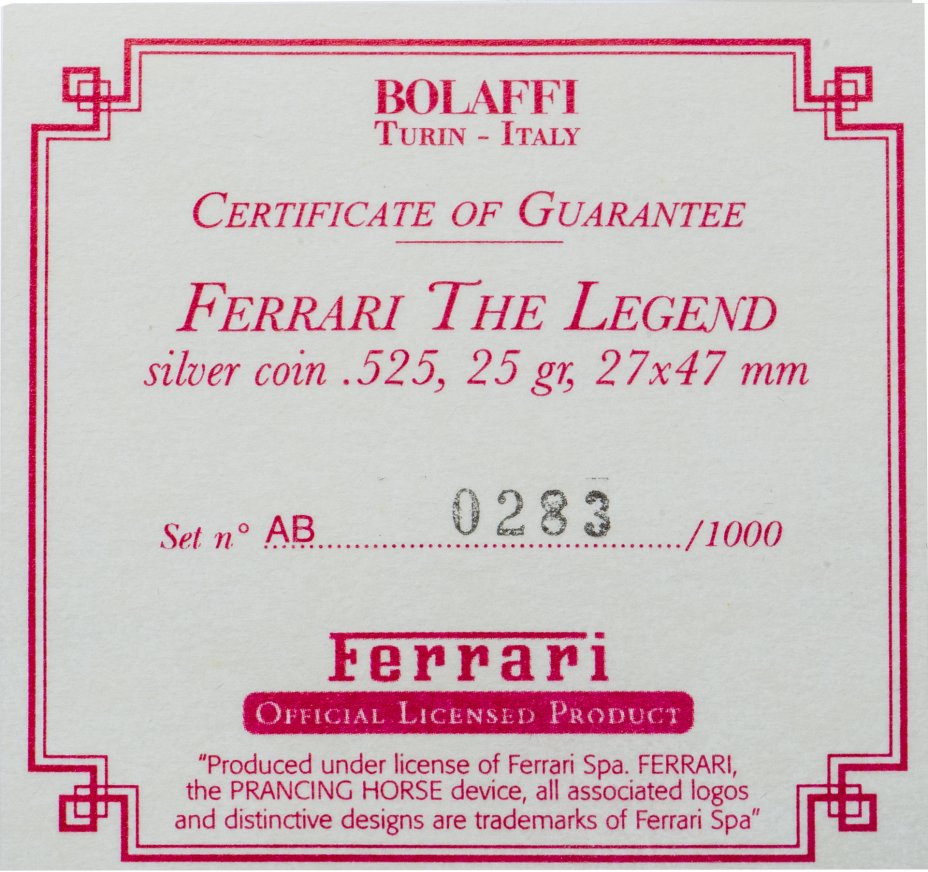 BOLAFFI
TURIN - ITALY
CERTIFICATE OF GUARANTEE
FERRARI THE LEGEND
silver coin .525, 25 gr, 27x47 mm
Set n° AB 0283 /1000
Ferrari
OFFICIAL LICENSED PRODUCT
"Produced under license of Ferrari Spa. FERRARI,
the PRANCING HORSE device, all associated logos
and distinctive designs are trademarks of Ferrari Spa"